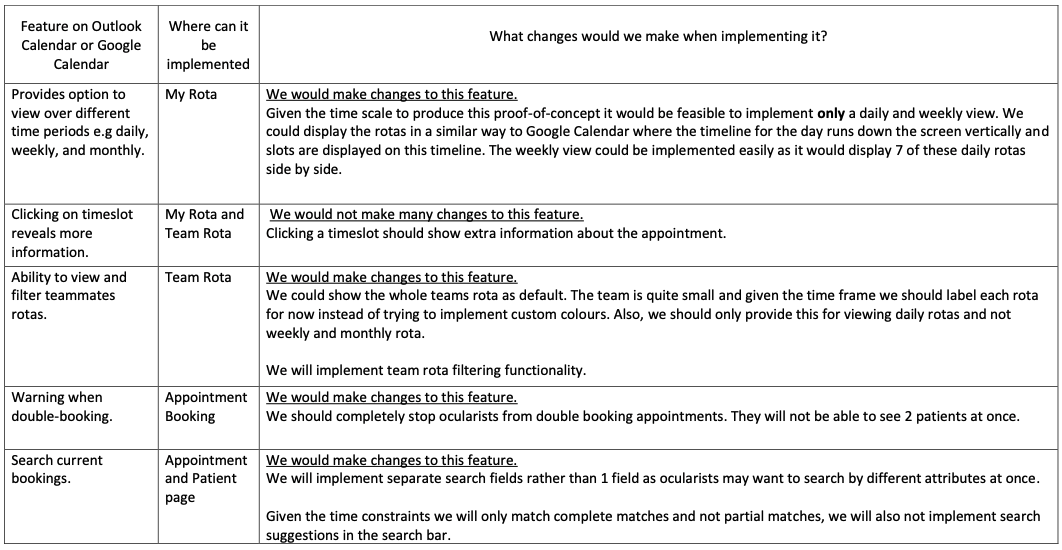 Feature on Outlook
Calendar or Google
Calendar
Where can it
be
implemented
What changes would we make when implementing it?
Provides option to
view over different
time periods e.g daily,
weekly, and monthly.
My Rota
We would make changes to this feature.
Given the time scale to produce this proof-of-concept it would be feasible to implement only a daily and weekly view. We
could display the rotas in a similar way to Google Calendar where the timeline for the day runs down the screen vertically and
slots are displayed on this timeline. The weekly view could be implemented easily as it would display 7 of these daily rotas
side by side.
Clicking on timeslot
reveals more
information.
My Rota and
Team Rota
We would not make many changes to this feature.
Clicking a timeslot should show extra information about the appointment.
Ability to view and
filter teammates
rotas.
Team Rota
We would make changes to this feature.
We could show the whole teams rota as default. The team is quite small and given the time frame we should label each rota
for now instead of trying to implement custom colours. Also, we should only provide this for viewing daily rotas and not
weekly and monthly rota.
We will implement team rota filtering functionality.
Warning when
double-booking.
Appointment
Booking
We would make changes to this feature.
We should completely stop ocularists from double booking appointments. They will not be able to see 2 patients at once.
Search current
bookings.
Appointment
and Patient
page
We would make changes to this feature.
We will implement separate search fields rather than 1 field as ocularists may want to search by different attributes at once.
Given the time constraints we will only match complete matches and not partial matches, we will also not implement search
suggestions in the search bar.